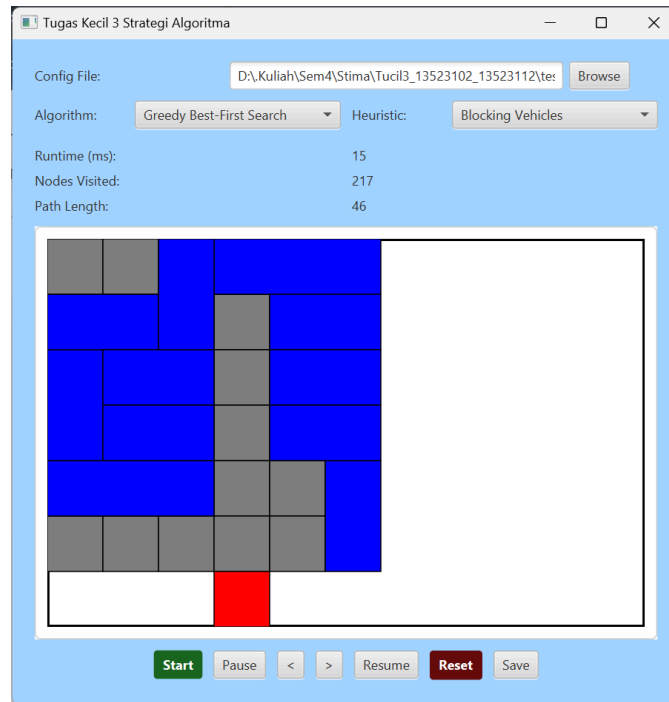 Tugas Kecil 3 Strategi Algoritma
Config File: D:\.Kuliah\Sem4\Stima\Tucil3_13523102_13523112\tes Browse
Algorithm: Greedy Best-First Search Heuristic: Blocking Vehicles
Runtime (ms): 15
Nodes Visited: 217
Path Length: 46
Start Pause < > Resume Reset Save